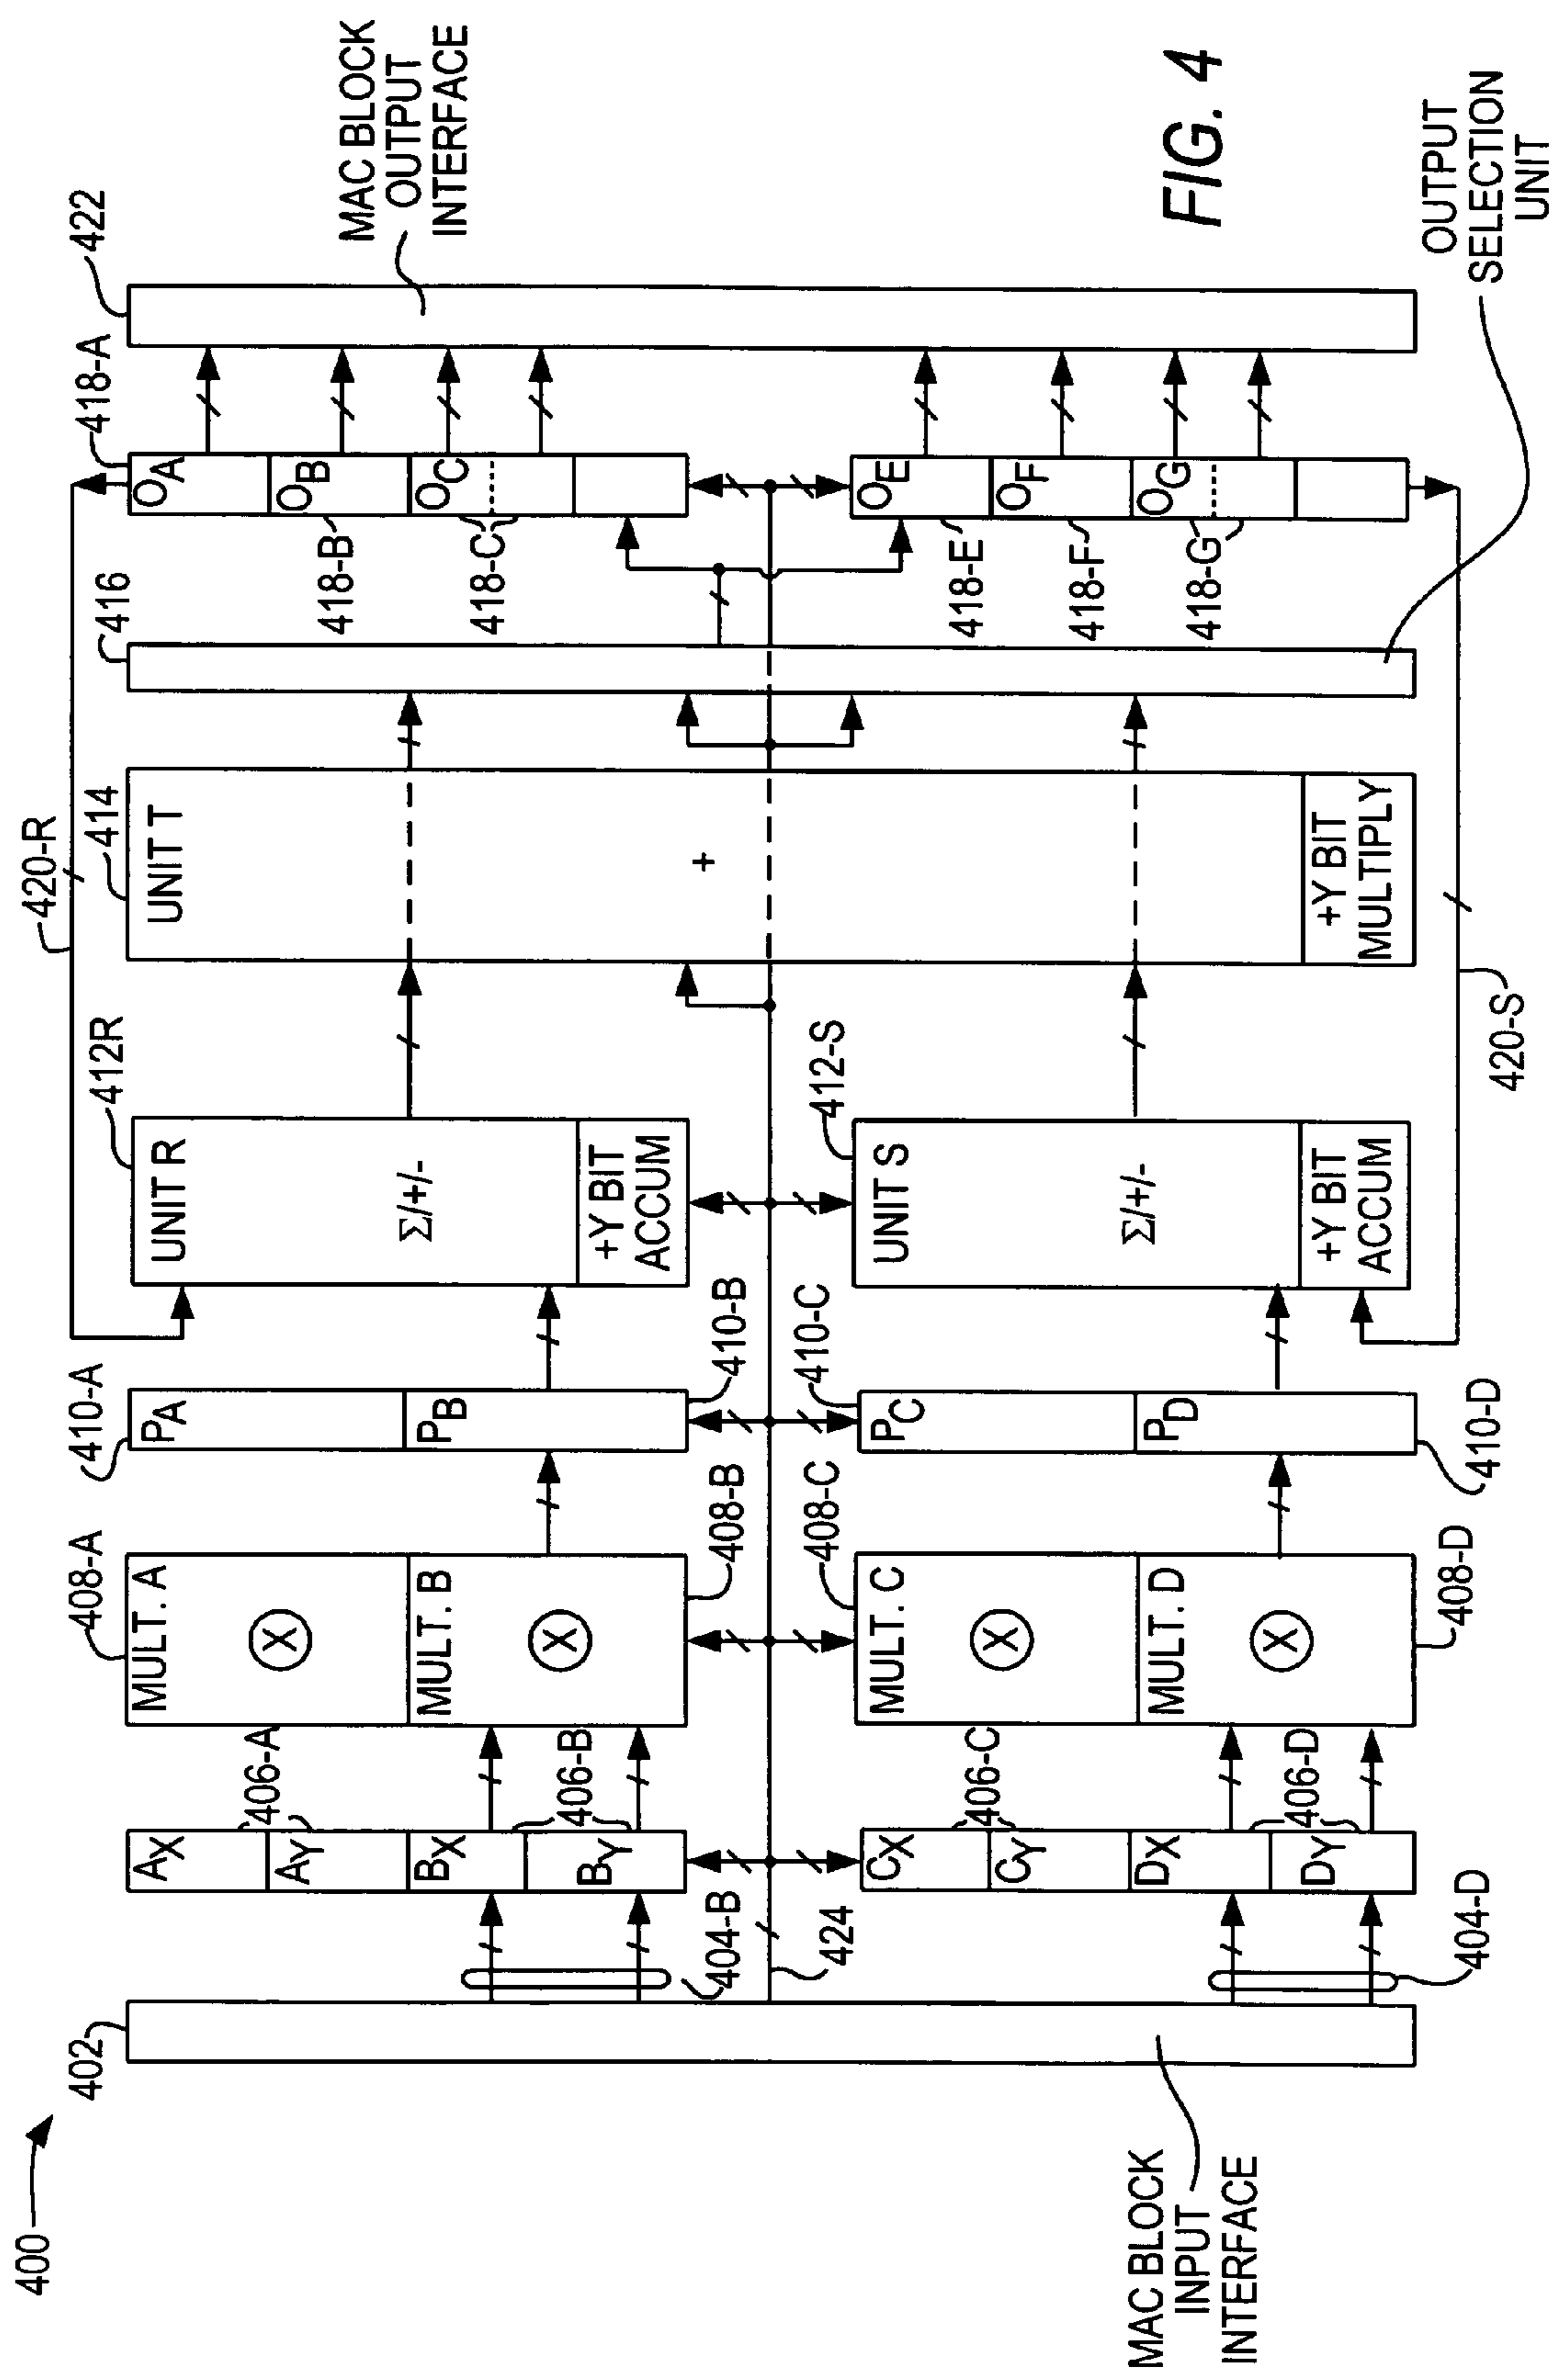 400
402
MAC BLOCK
INPUT
INTERFACE
404-B
424
404-D
AX
AY
BX
BY
406-A
406-B
CX
CY
DX
DY
406-C
406-D
408-A
MULT. A
X
MULT. B
X
408-B
408-C
MULT. C
X
MULT. D
X
408-D
410-A
PA
PB
410-B
410-C
PC
PD
410-D
412R
UNIT R
Σ/+/-
+Y BIT
ACCUM
412-S
UNIT S
Σ/+/-
+Y BIT
ACCUM
420-R
420-S
414
UNIT T
+
+Y BIT
MULTIPLY
416
OUTPUT
SELECTION
UNIT
418-A
OA
OB
OC
418-B
418-C
OE
OF
OG
418-E
418-F
418-G
422
MAC BLOCK
OUTPUT
INTERFACE
FIG. 4